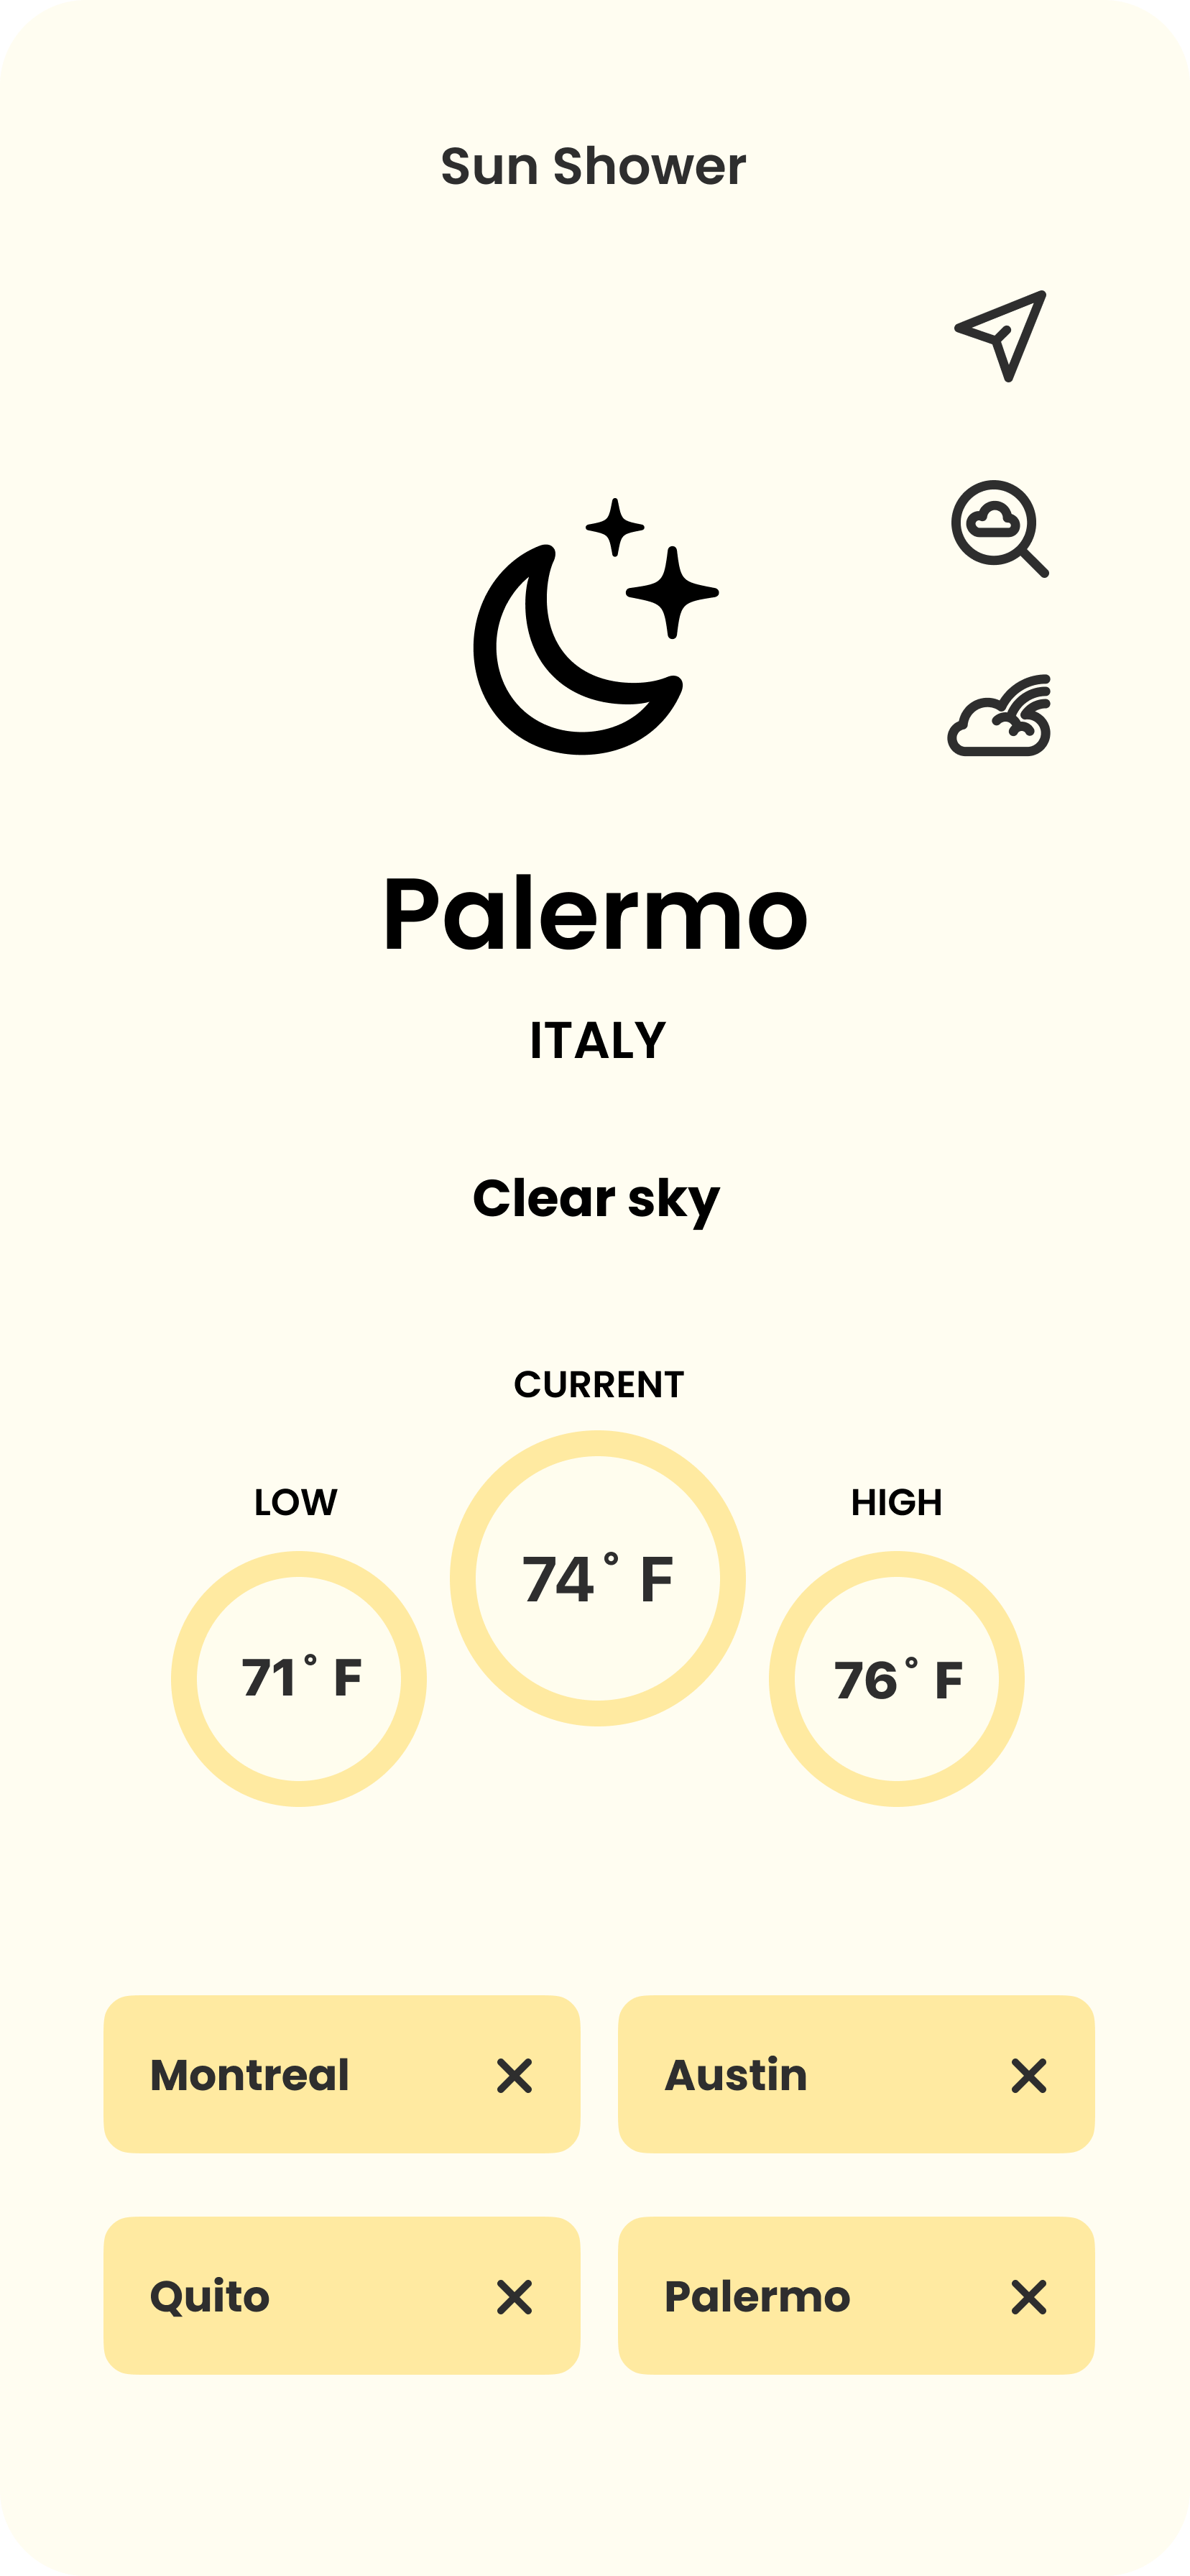 Sun Shower
Palermo
ITALY
Clear sky
CURRENT
LOW
HIGH
74° F
71° F
76° F
Montreal
Austin
Quito
Palermo